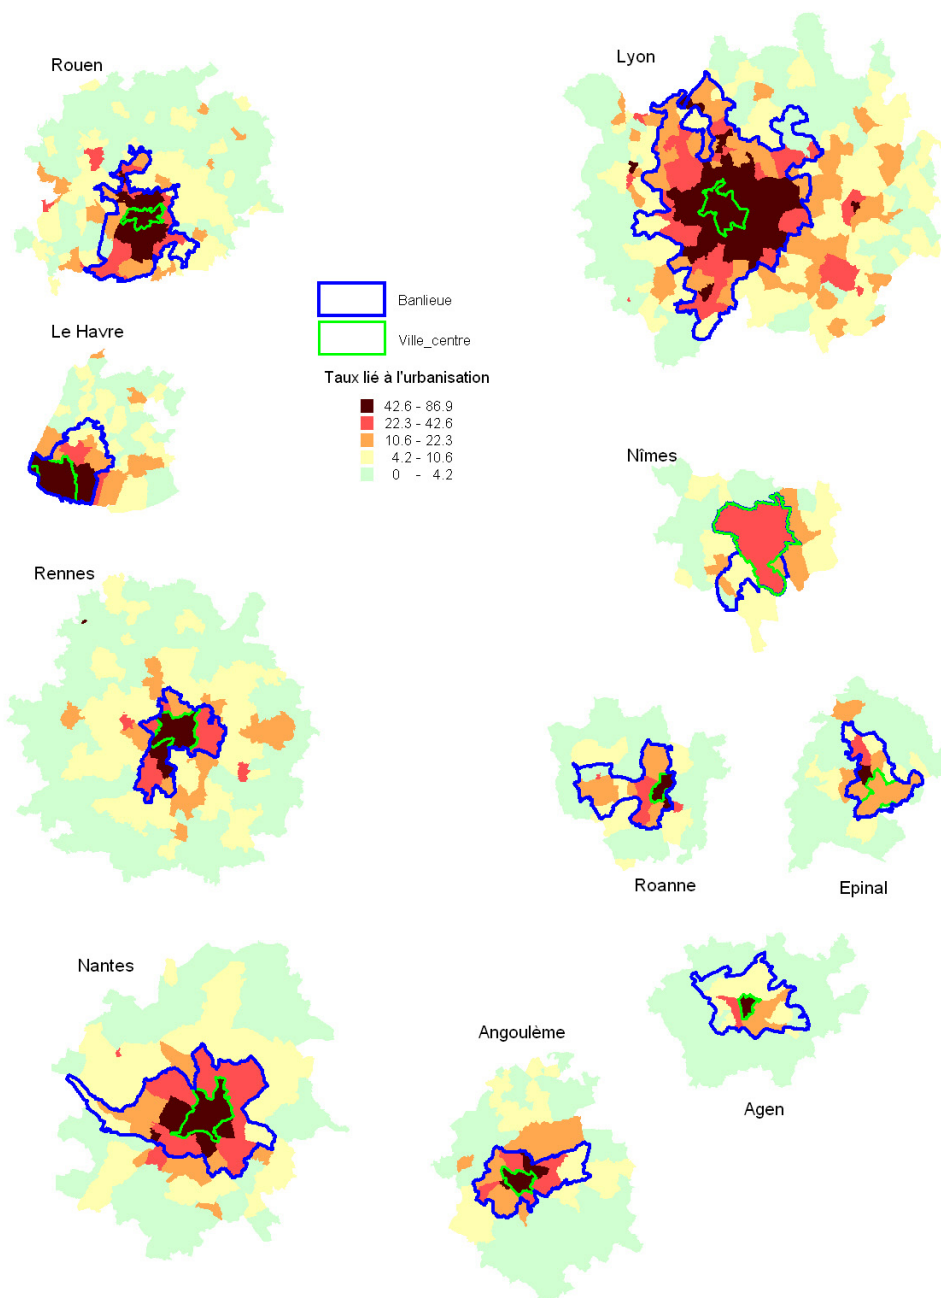 Rouen
Lyon
Banlieue
Le Havre
Ville_centre
Taux lié à l'urbanisation
42.6 - 86.9
22.3 - 42.6
10.6 - 22.3
4.2 - 10.6
0 - 4.2
Nîmes
Rennes
Roanne
Epinal
Nantes
Angoulème
Agen